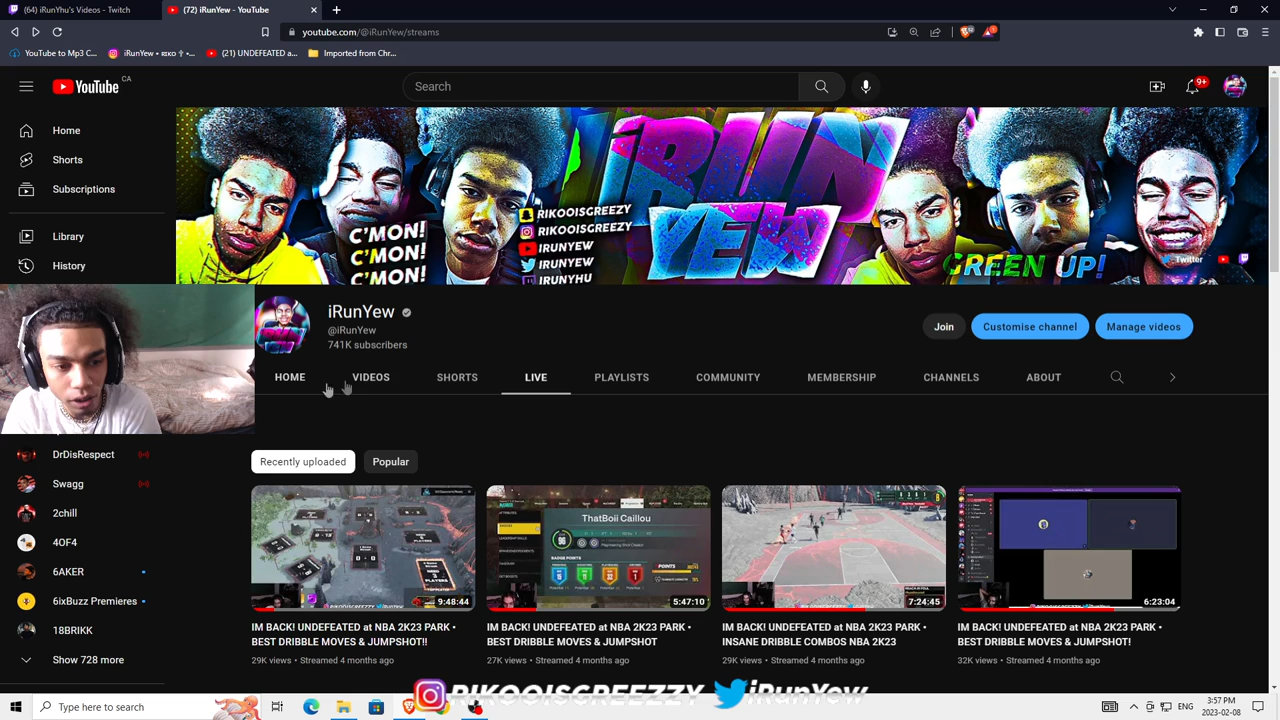 (64) iRunYhu's Videos - Twitch
(72) iRunYew - YouTube
youtube.com/@iRunYew/streams
YouTube to Mp3 C...
(21) UNDEFEATED a...
Imported from Chr...
YouTube CA
Search
9+
Home
Shorts
Subscriptions
Library
History
C'MON!
C'MON!
C'MON!
RIKOOISGREEZY
RIKOOISGREEZY
IRUNYEW
IRUNYEW
IRUNYHU
iRUN
YEW
GREEN UP!
Twitter
iRunYew
@iRunYew
741K subscribers
Join
Customise channel
Manage videos
HOME
VIDEOS
SHORTS
LIVE
PLAYLISTS
COMMUNITY
MEMBERSHIP
CHANNELS
ABOUT
DrDisRespect
Swagg
2chill
4OF4
6AKER
6ixBuzz Premieres
18BRIKK
Show 728 more
Recently uploaded
Popular
9:48:44
ThatBoii Caillou
BADGE POINTS
5:47:10
7:24:45
6:23:04
IM BACK! UNDEFEATED at NBA 2K23 PARK •
BEST DRIBBLE MOVES & JUMPSHOT!!
29K views • Streamed 4 months ago
IM BACK! UNDEFEATED at NBA 2K23 PARK •
BEST DRIBBLE MOVES & JUMPSHOT
27K views • Streamed 4 months ago
IM BACK! UNDEFEATED at NBA 2K23 PARK •
INSANE DRIBBLE COMBOS NBA 2K23
29K views • Streamed 4 months ago
IM BACK! UNDEFEATED at NBA 2K23 PARK •
BEST DRIBBLE MOVES & JUMPSHOT!
32K views • Streamed 4 months ago
RIKOOISGREEZZY
iRunYew
Type here to search
ENG
3:57 PM
2023-02-08